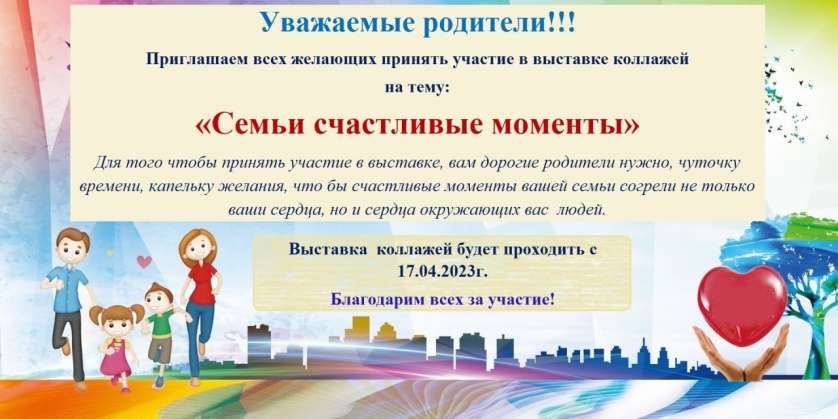 Уважаемые родители!!!
Приглашаем всех желающих принять участие в выставке коллажей
на тему:
«Семьи счастливые моменты»
Для того чтобы принять участие в выставке, вам дорогие родители нужно, чуточку
времени, капельку желания, что бы счастливые моменты вашей семьи согрели не только
ваши сердца, но и сердца окружающих вас людей.
Выставка коллажей будет проходить с
17.04.2023г.
Благодарим всех за участие!